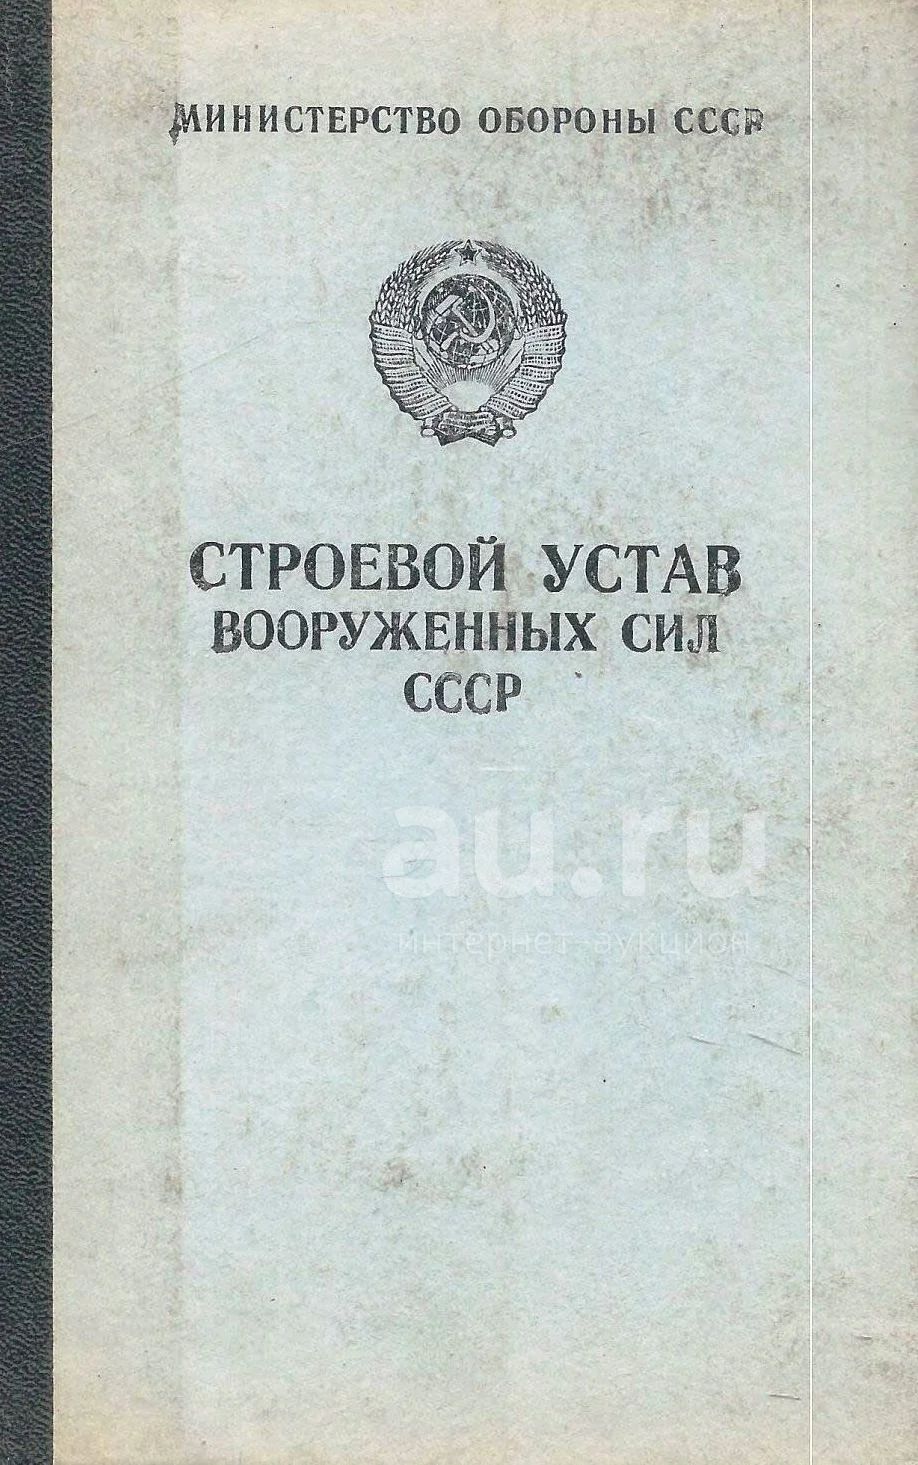 МИНИСТЕРСТВО ОБОРОНЫ СССР
СТРОЕВОЙ УСТАВ
ВООРУЖЕННЫХ СИЛ
СССР
au.ru
интернет-аукцион